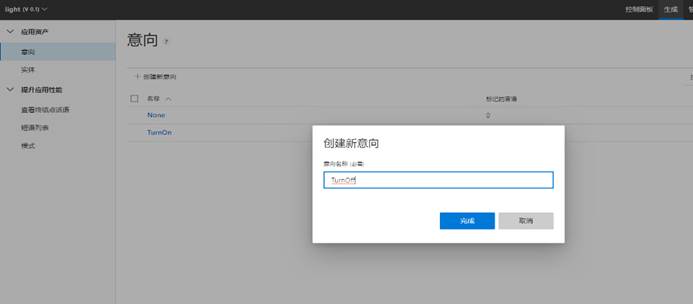 light (V 0.1)
控制面板 生成
应用资产
意向
实体
提升应用性能
查看终结点话语
短语列表
模式
意向 ?
+ 创建新意向
名称
标记的言语
None
0
TurnOn
创建新意向
意向名称 (必需)
TurnOff
完成
取消